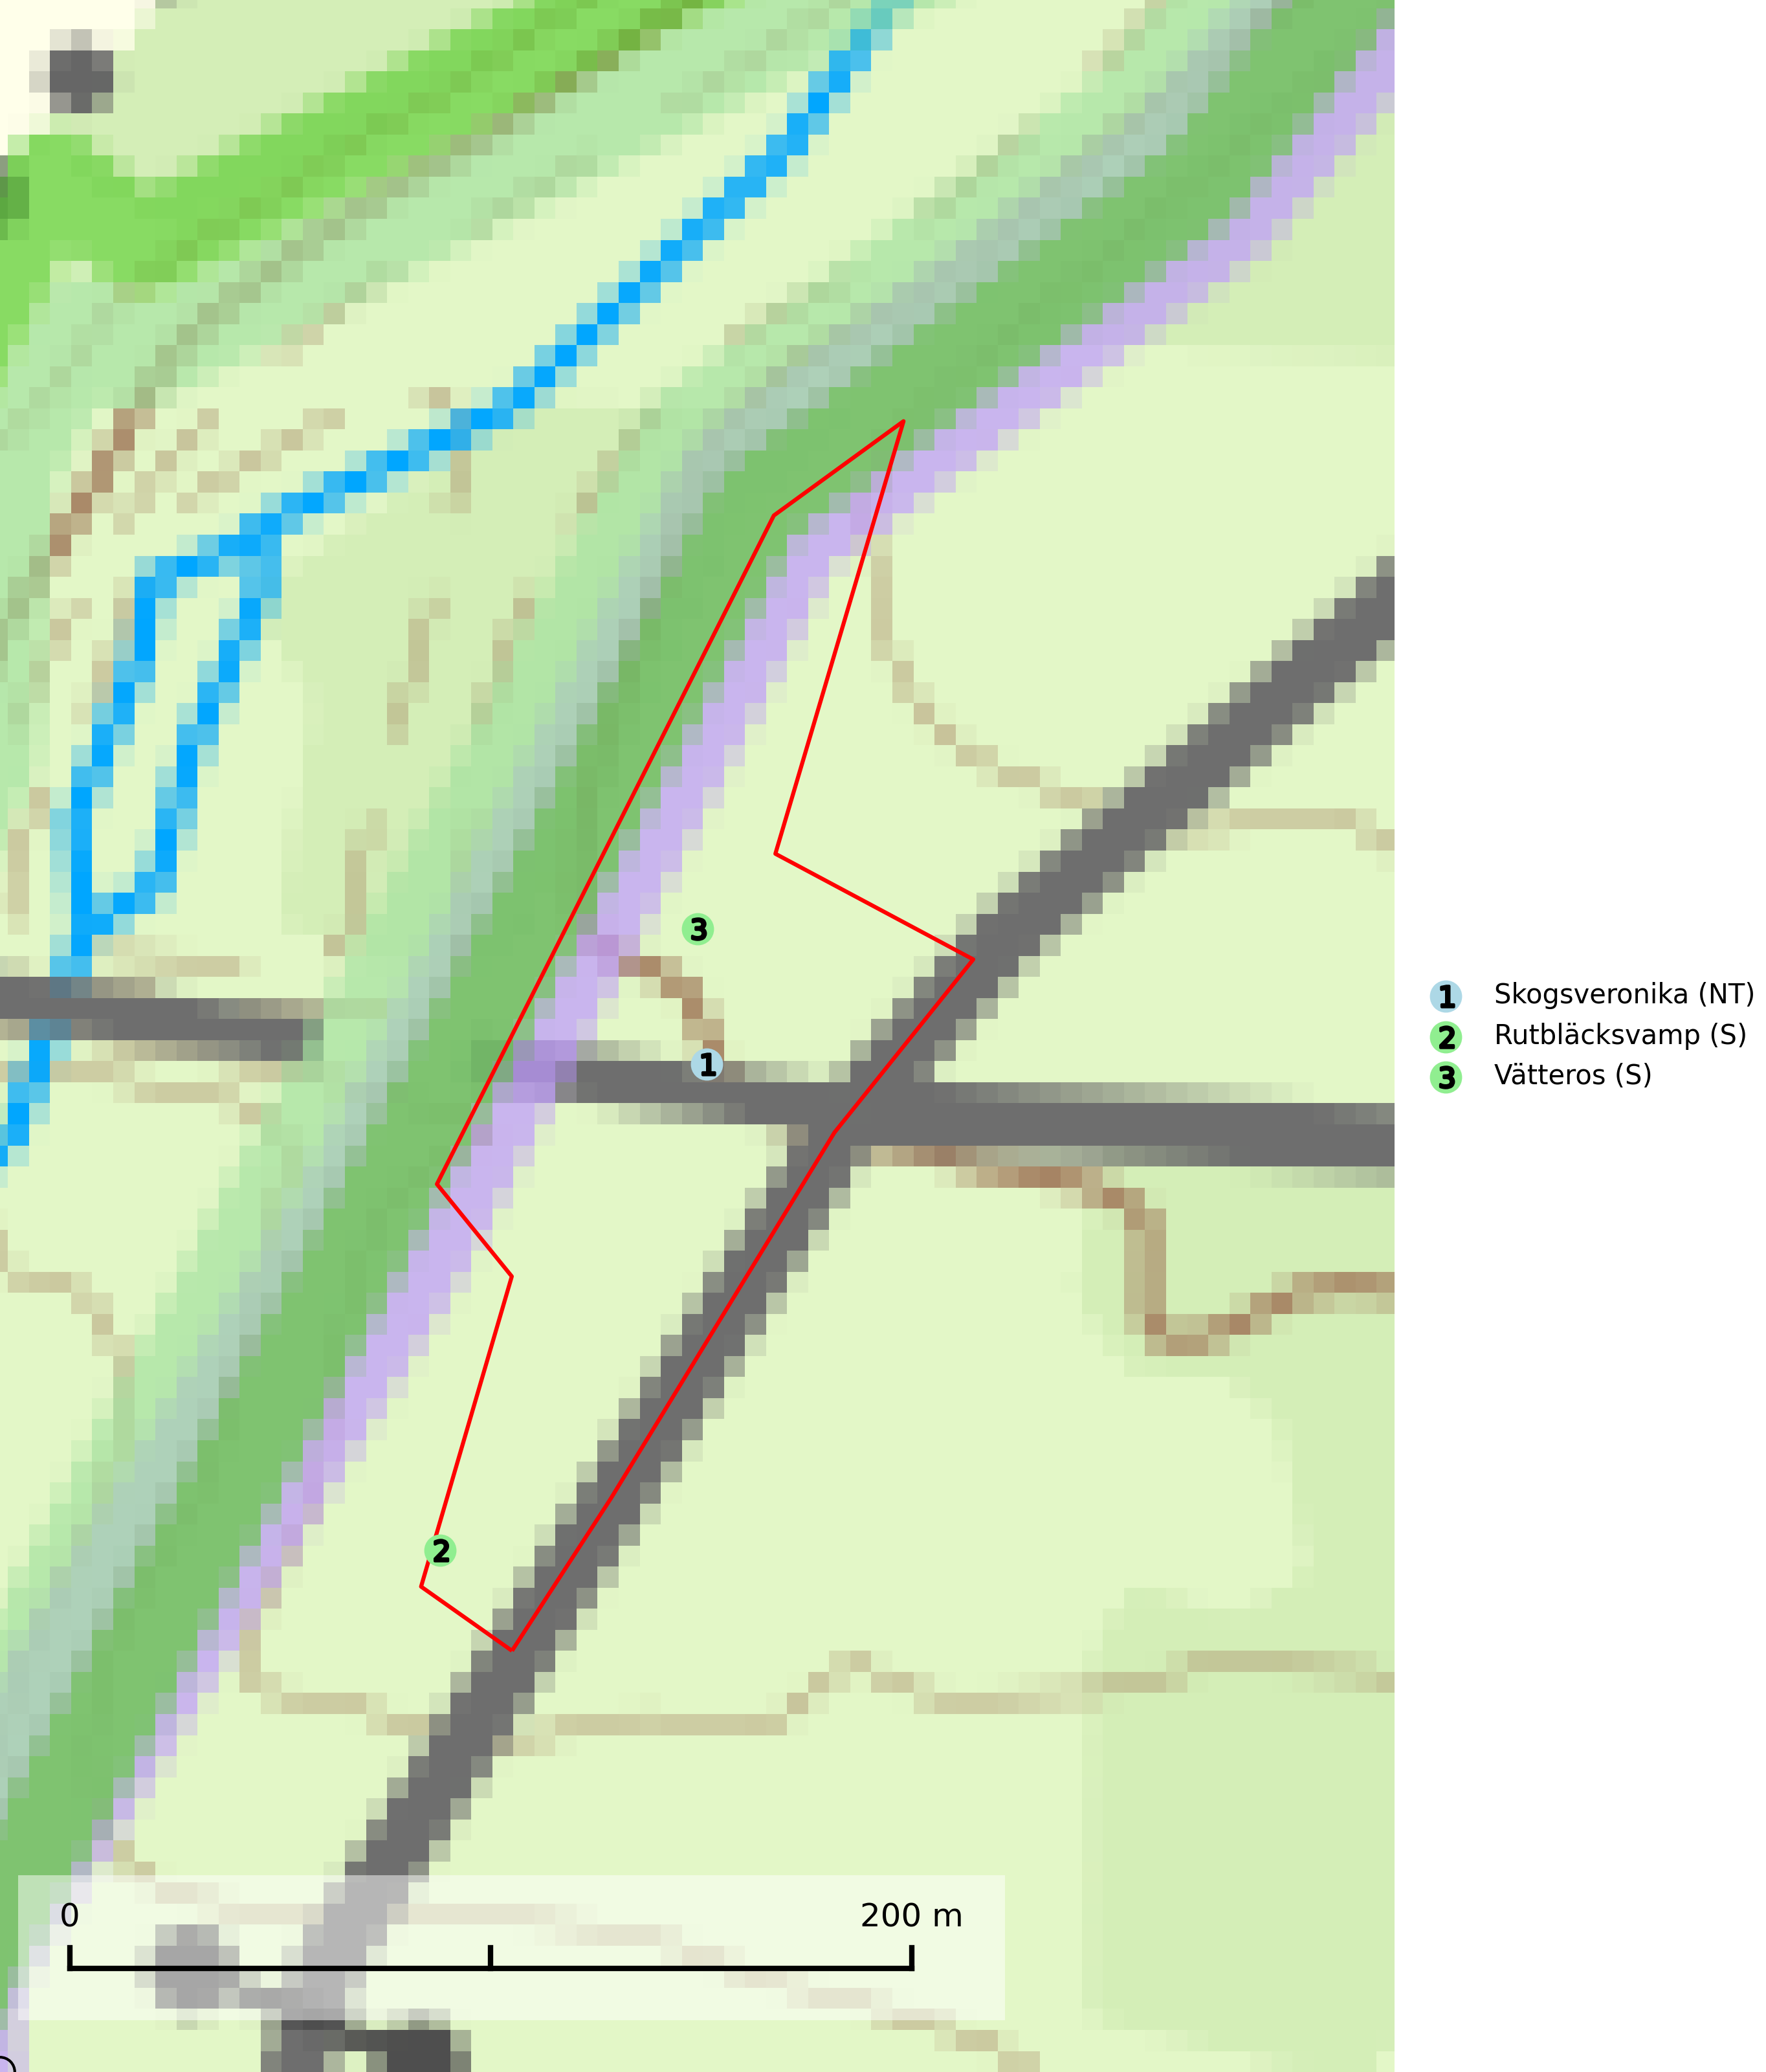 3
1
1 Skogsveronika (NT)
2 Rutbläcksvamp (S)
3 Vätteros (S)
2
0 200 m